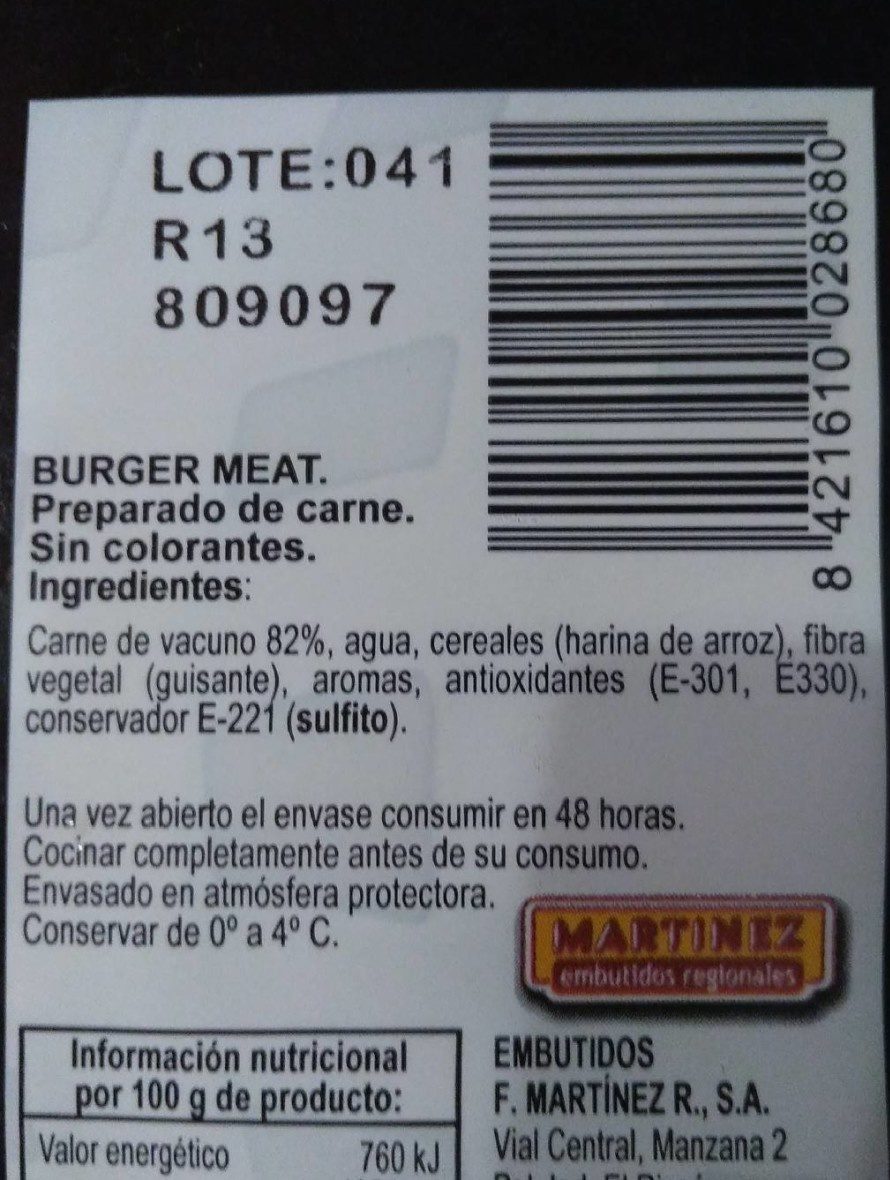 LOTE:041
R13
809097
8 421610 028680
BURGER MEAT.
Preparado de carne.
Sin colorantes.
Ingredientes:
Carne de vacuno 82%, agua, cereales (harina de arroz), fibra
vegetal (guisante), aromas, antioxidantes (E-301, E330),
conservador E-221 (sulfito).
Una vez abierto el envase consumir en 48 horas.
Cocinar completamente antes de su consumo.
Envasado en atmósfera protectora.
Conservar de 0º a 4º C.
MARTINEZ
embutidos regionales
Información nutricional
por 100 g de producto:
Valor energético 760 kJ
EMBUTIDOS
F. MARTÍNEZ R., S.A.
Vial Central, Manzana 2